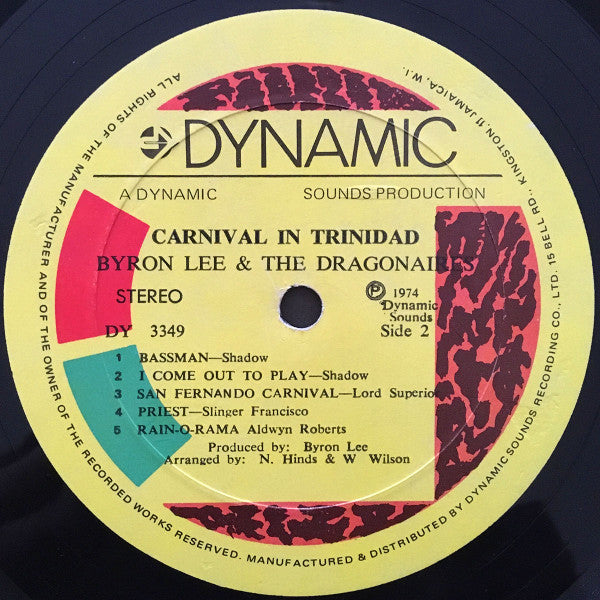 DYNAMIC
A DYNAMIC SOUNDS PRODUCTION
CARNIVAL IN TRINIDAD
BYRON LEE & THE DRAGONAIRES
STEREO
Ⓟ 1974
Dynamic
Sounds
DY 3349
Side 2
1 BASSMAN—Shadow
2 I COME OUT TO PLAY—Shadow
3 SAN FERNANDO CARNIVAL—Lord Superio
4 PRIEST—Slinger Francisco
5 RAIN-O-RAMA Aldwyn Roberts
Produced by: Byron Lee
Arranged by: N. Hinds & W Wilson
ALL RIGHTS OF THE MANUFACTURER AND OF THE OWNER OF THE RECORDED WORKS RESERVED. MANUFACTURED & DISTRIBUTED BY DYNAMIC SOUNDS RECORDING CO., LTD. 15 BELL RD., KINGSTON 11 JAMAICA, W.I.